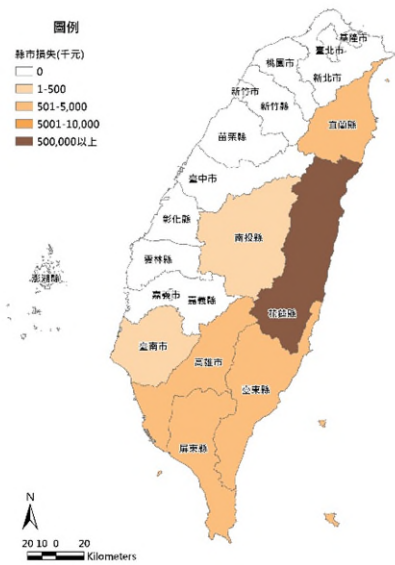 圖例
縣市損失(千元)
0
1-500
501-5,000
5001-10,000
500,000以上
基隆市
臺北市
桃園市
新北市
新竹市
新竹縣
宜蘭縣
苗栗縣
臺中市
彰化縣
南投縣
雲林縣
澎湖縣
嘉義市
嘉義縣
花蓮縣
臺南市
高雄市
臺東縣
屏東縣
N
20 10 0 20
Kilometers